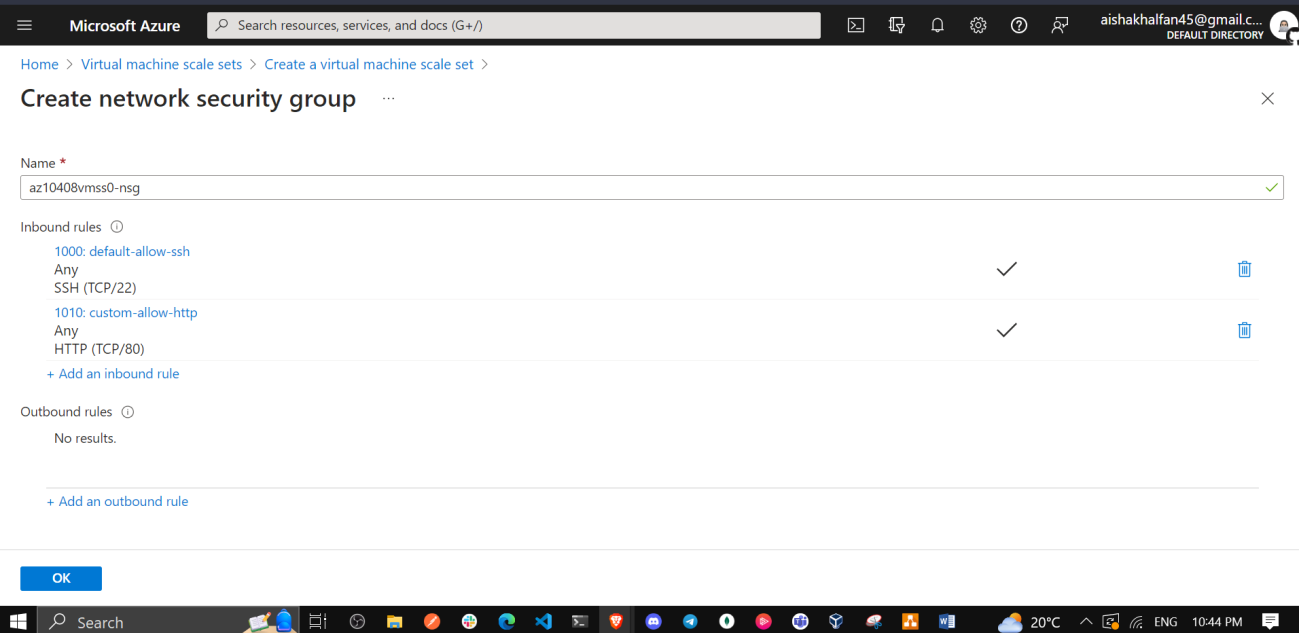 Microsoft Azure
Search resources, services, and docs (G+/)
aishakhalfan45@gmail.c...
DEFAULT DIRECTORY
Home > Virtual machine scale sets > Create a virtual machine scale set >
Create network security group ...
Name *
az10408vmss0-nsg
Inbound rules
1000: default-allow-ssh
Any
SSH (TCP/22)
1010: custom-allow-http
Any
HTTP (TCP/80)
+ Add an inbound rule
Outbound rules
No results.
+ Add an outbound rule
OK
Search
20°C
ENG
10:44 PM